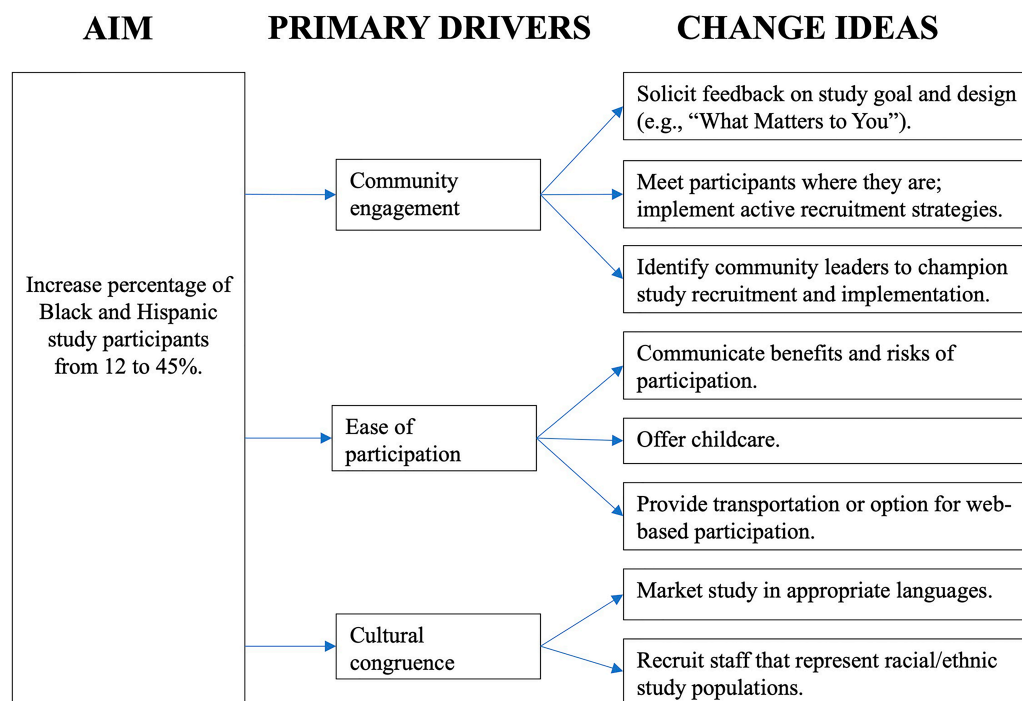 AIM
PRIMARY DRIVERS
CHANGE IDEAS
Increase percentage of
Black and Hispanic
study participants
from 12 to 45%.
Community
engagement
Solicit feedback on study goal and design
(e.g., “What Matters to You”).
Meet participants where they are;
implement active recruitment strategies.
Identify community leaders to champion
study recruitment and implementation.
Ease of
participation
Communicate benefits and risks of
participation.
Offer childcare.
Provide transportation or option for web-
based participation.
Cultural
congruence
Market study in appropriate languages.
Recruit staff that represent racial/ethnic
study populations.